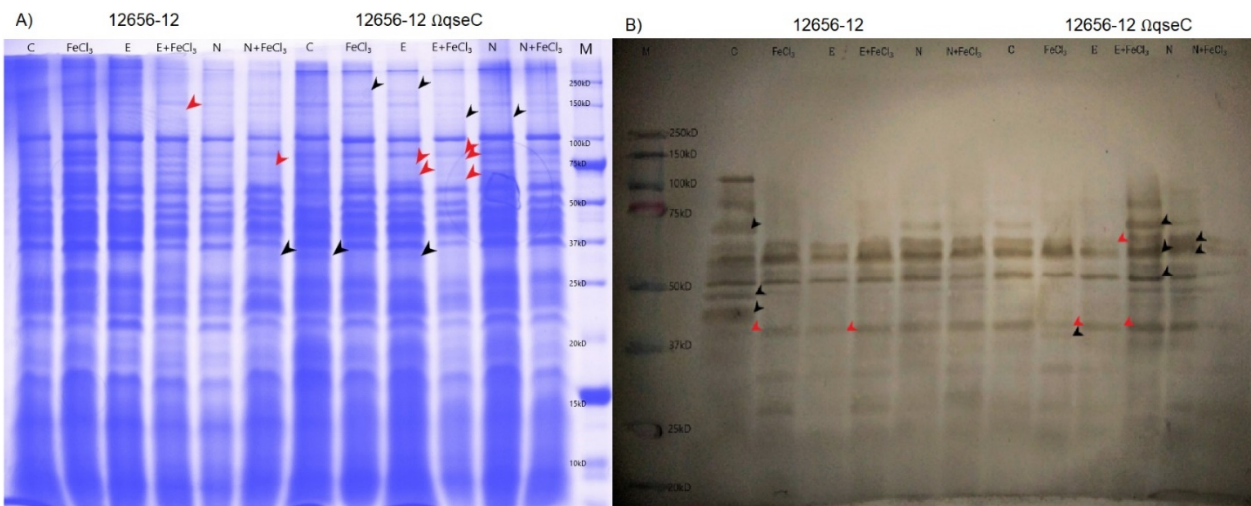 A) 12656-12 12656-12 ΩqseC
C FeCl₃ E E+FeCl₃ N N+FeCl₃ C FeCl₃ E E+FeCl₃ N N+FeCl₃ M
250kD
150kD
100kD
75kD
50kD
37kD
25kD
20kD
15kD
10kD
B) 12656-12 12656-12 ΩqseC
M C FeCl₃ E E+FeCl₃ N N+FeCl₃ C FeCl₃ E E+FeCl₃ N N+FeCl₃
250kD
150kD
100kD
75kD
50kD
37kD
25kD
20kD